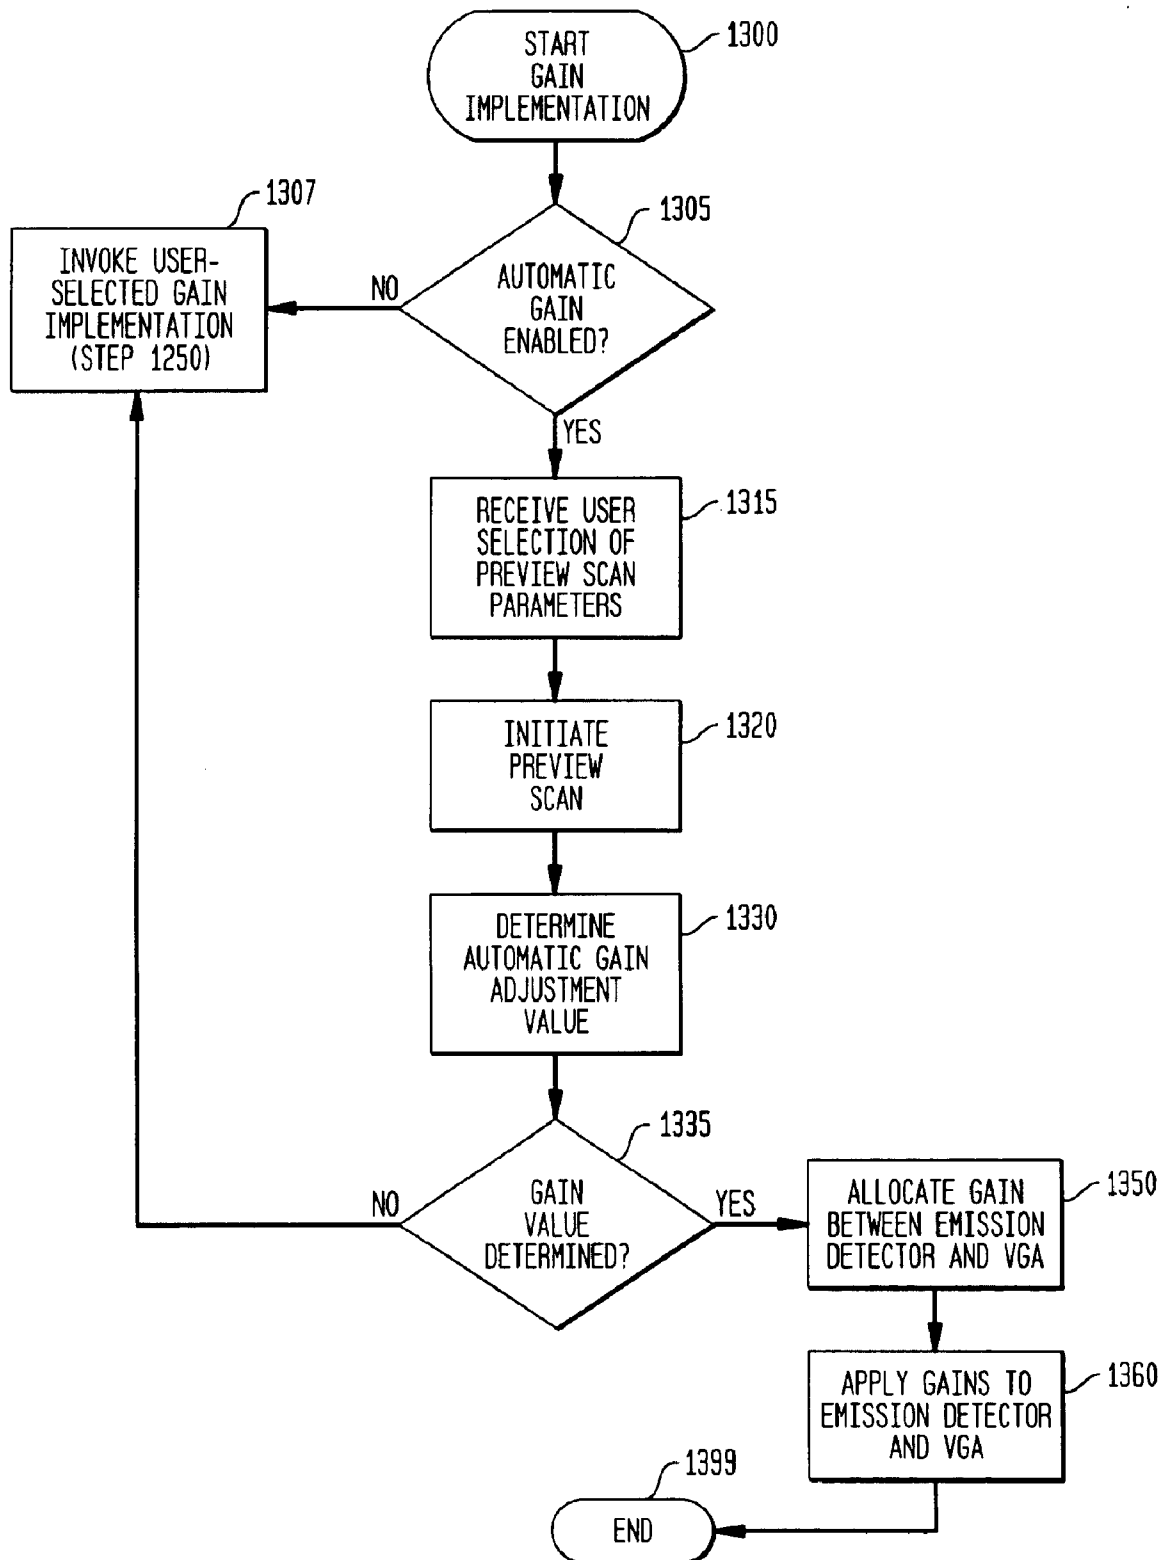 START
GAIN
IMPLEMENTATION
1300
1307
INVOKE USER-
SELECTED GAIN
IMPLEMENTATION
(STEP 1250)
1305
AUTOMATIC
GAIN
ENABLED?
NO
YES
RECEIVE USER
SELECTION OF
PREVIEW SCAN
PARAMETERS
1315
INITIATE
PREVIEW
SCAN
1320
DETERMINE
AUTOMATIC GAIN
ADJUSTMENT
VALUE
1330
1335
GAIN
VALUE
DETERMINED?
NO
YES
ALLOCATE GAIN
BETWEEN EMISSION
DETECTOR AND VGA
1350
APPLY GAINS TO
EMISSION DETECTOR
AND VGA
1360
1399
END